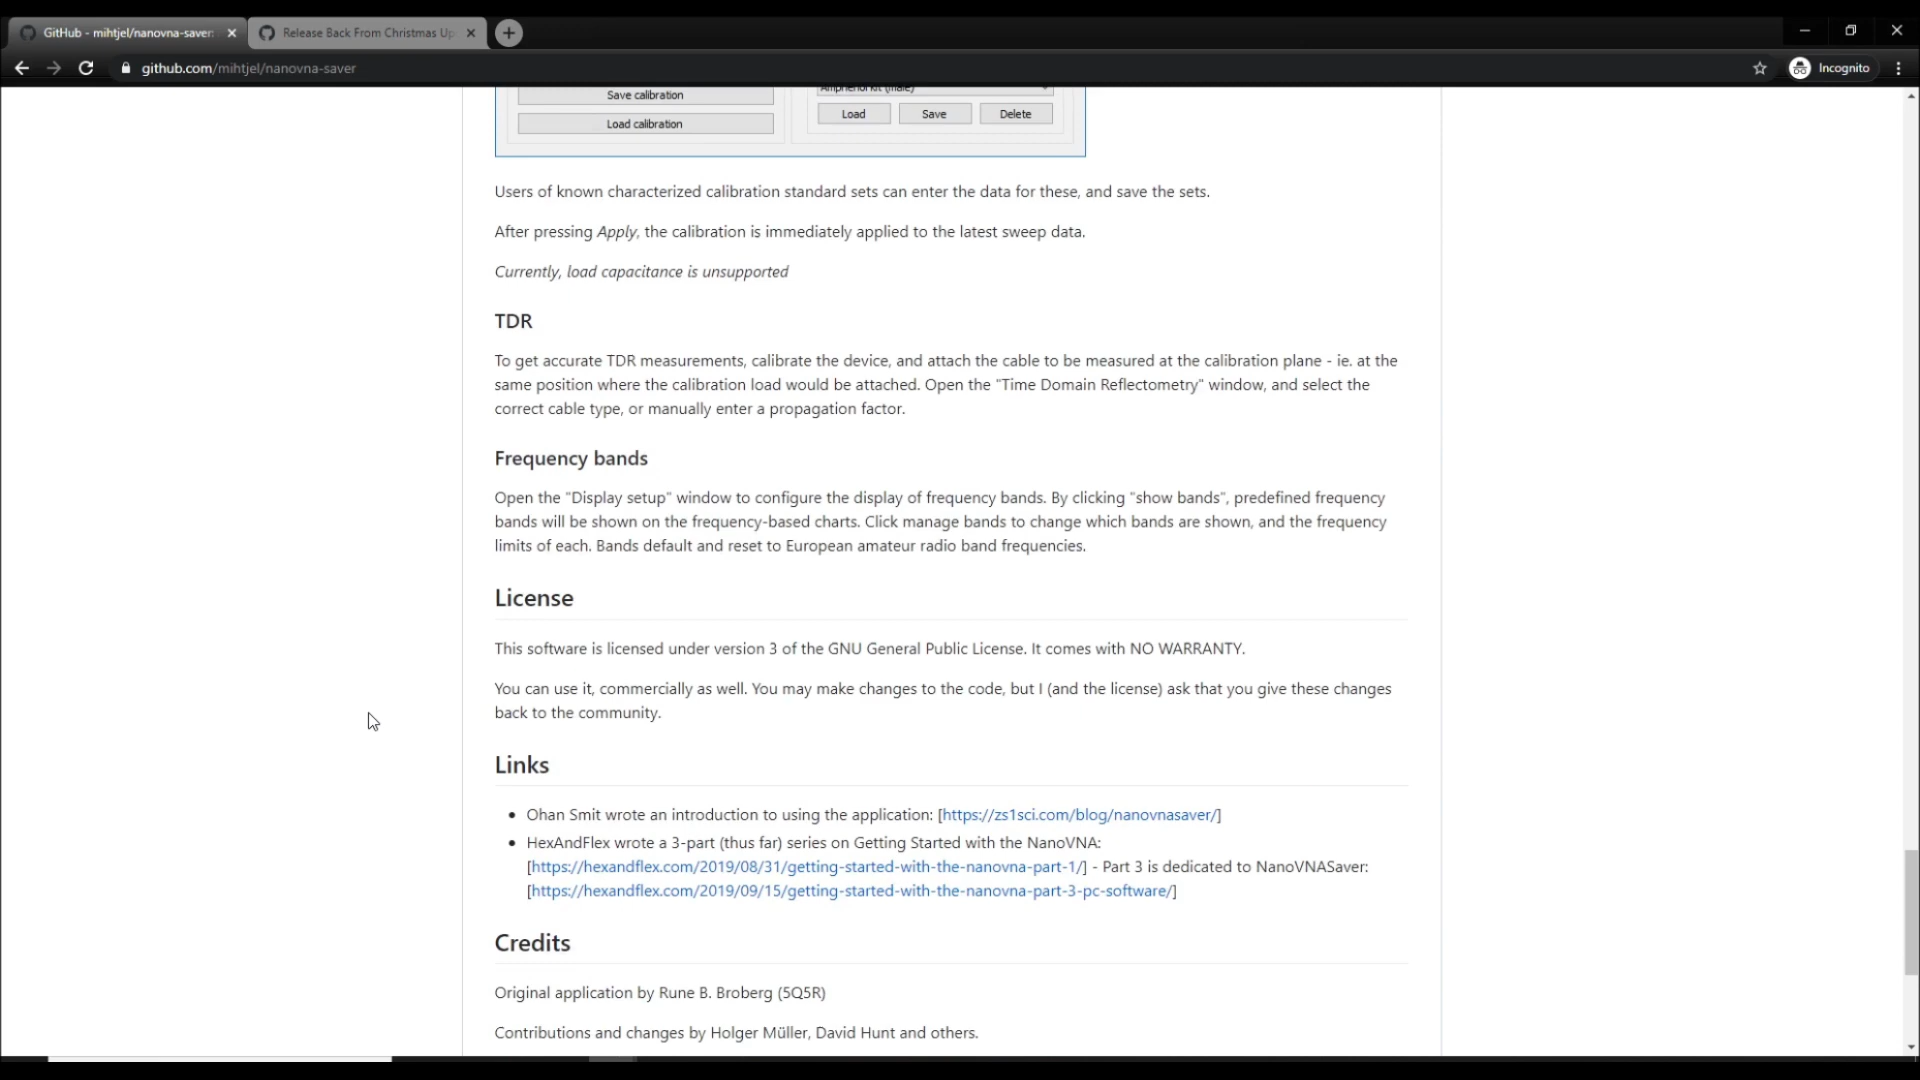 GitHub - mihtjel/nanovna-saver:
Release Back From Christmas Up
github.com/mihtjel/nanovna-saver
Incognito
Amphenol kit (male)
Save calibration
Load
Save
Delete
Load calibration
Users of known characterized calibration standard sets can enter the data for these, and save the sets.
After pressing Apply, the calibration is immediately applied to the latest sweep data.
Currently, load capacitance is unsupported
TDR
To get accurate TDR measurements, calibrate the device, and attach the cable to be measured at the calibration plane - ie. at the
same position where the calibration load would be attached. Open the "Time Domain Reflectometry" window, and select the
correct cable type, or manually enter a propagation factor.
Frequency bands
Open the "Display setup" window to configure the display of frequency bands. By clicking "show bands", predefined frequency
bands will be shown on the frequency-based charts. Click manage bands to change which bands are shown, and the frequency
limits of each. Bands default and reset to European amateur radio band frequencies.
License
This software is licensed under version 3 of the GNU General Public License. It comes with NO WARRANTY.
You can use it, commercially as well. You may make changes to the code, but I (and the license) ask that you give these changes
back to the community.
Links
• Ohan Smit wrote an introduction to using the application: [https://zs1sci.com/blog/nanovnasaver/]
• HexAndFlex wrote a 3-part (thus far) series on Getting Started with the NanoVNA:
[https://hexandflex.com/2019/08/31/getting-started-with-the-nanovna-part-1/] - Part 3 is dedicated to NanoVNASaver:
[https://hexandflex.com/2019/09/15/getting-started-with-the-nanovna-part-3-pc-software/]
Credits
Original application by Rune B. Broberg (5Q5R)
Contributions and changes by Holger Müller, David Hunt and others.